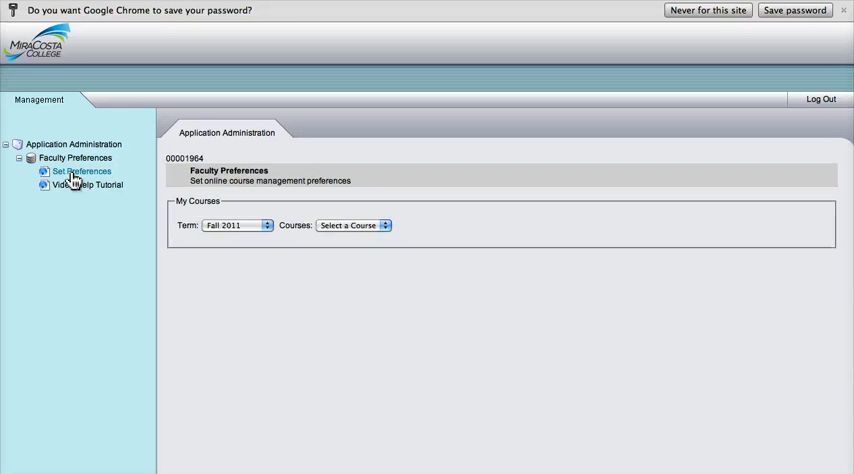 Do you want Google Chrome to save your password?
Never for this site
Save password
MIRACOSTA
COLLEGE
Management
Log Out
Application Administration
Faculty Preferences
Set Preferences
Application Administration
00001964
Faculty Preferences
Set online course management preferences
My Courses
Term: Fall 2011 Courses: Select a Course
Tutorial